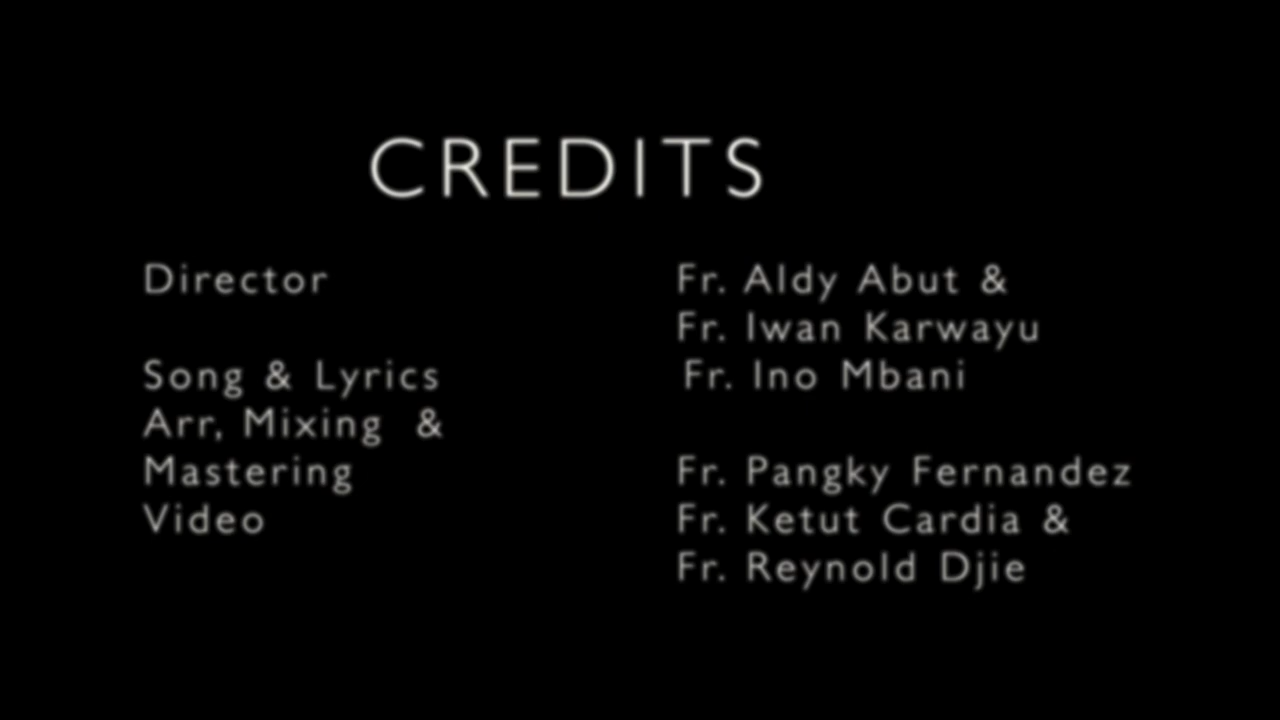 CREDITS
Director Fr. Aldy Abut &
Fr. Iwan Karwayu
Song & Lyrics Fr. Ino Mbani
Arr, Mixing &
Mastering Fr. Pangky Fernandez
Video Fr. Ketut Cardia &
Fr. Reynold Djie